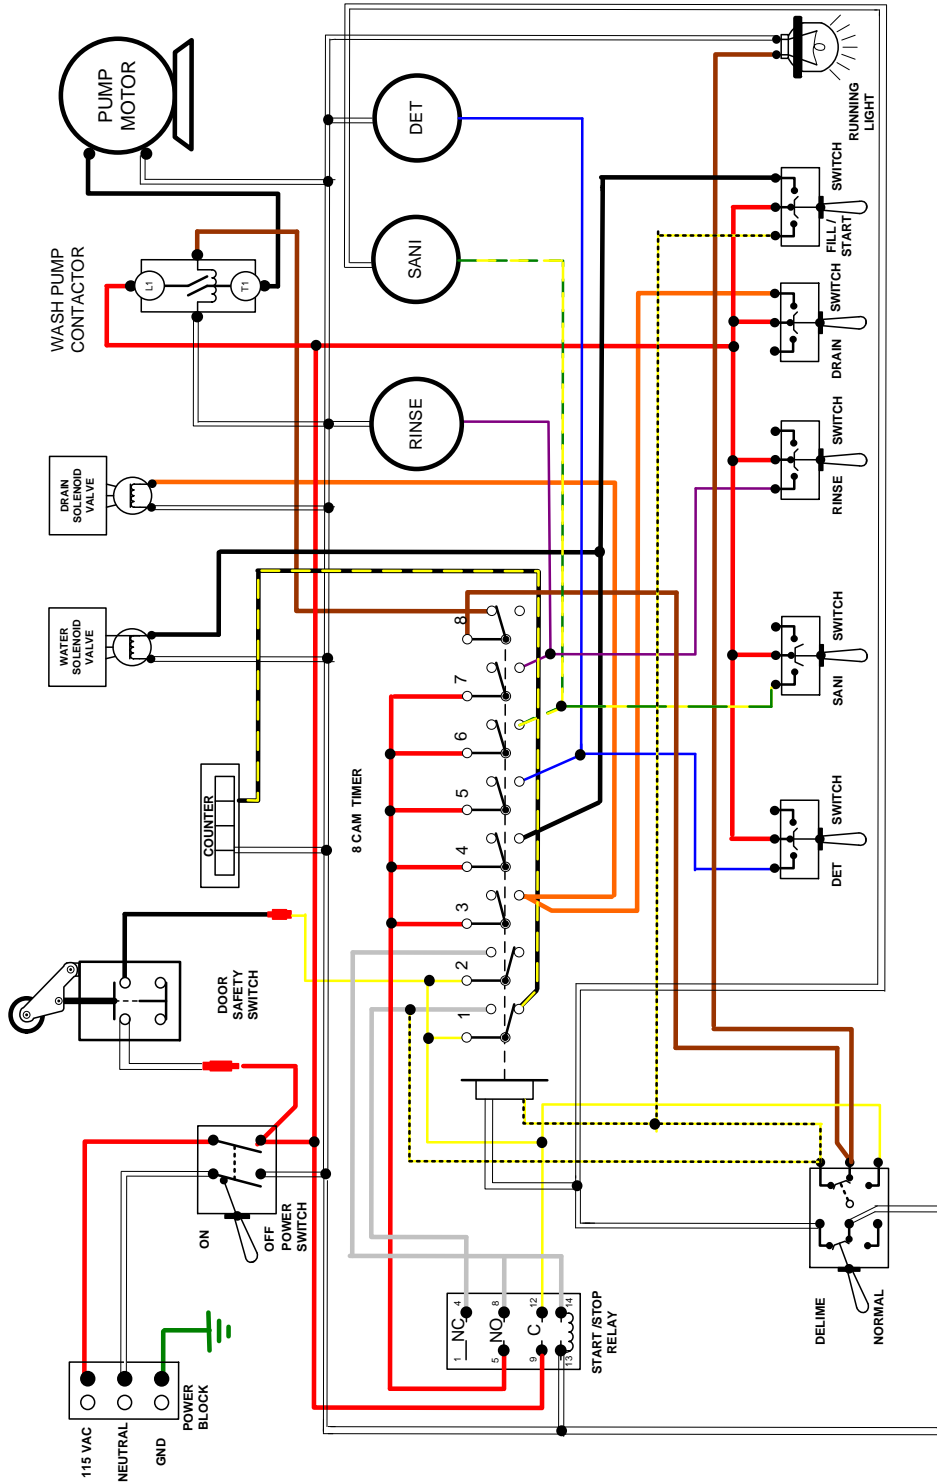 PUMP
MOTOR
WASH PUMP
CONTACTOR
L1
T1
DET
SANI
RINSE
RUNNING
LIGHT
FILL /
START
SWITCH
DRAIN
SWITCH
RINSE
SWITCH
SANI
SWITCH
DET
SWITCH
DRAIN
SOLENOID
VALVE
WATER
SOLENOID
VALVE
COUNTER
8 CAM TIMER
1
2
3
4
5
6
7
8
DOOR
SAFETY
SWITCH
ON
OFF
POWER
SWITCH
115 VAC
NEUTRAL
GND
POWER
BLOCK
1
NC
4
5
NO
8
9
C
12
13
14
START /STOP
RELAY
DELIME
NORMAL